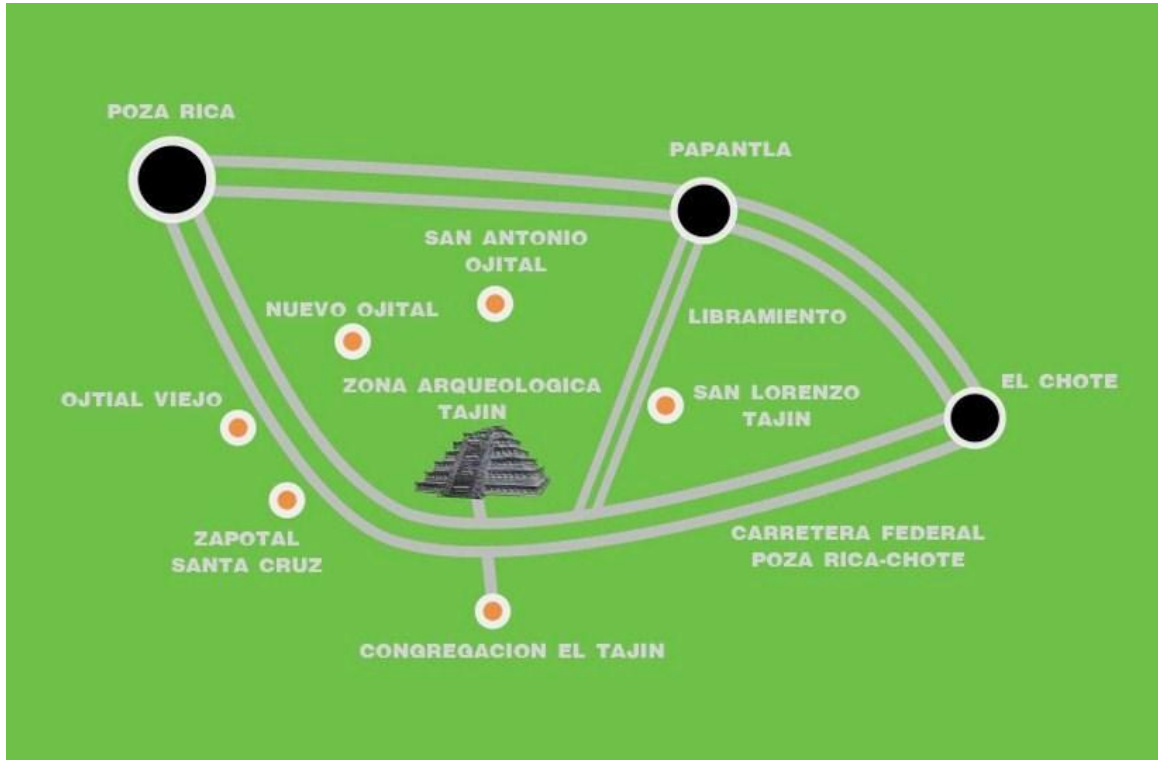 POZA RICA
PAPANTLA
SAN ANTONIO
OJITAL
NUEVO OJITAL
LIBRAMIENTO
ZONA ARQUEOLOGICA
TAJIN
EL CHOTE
OJTIAL VIEJO
SAN LORENZO
TAJIN
ZAPOTAL
SANTA CRUZ
CARRETERA FEDERAL
POZA RICA-CHOTE
CONGREGACION EL TAJIN